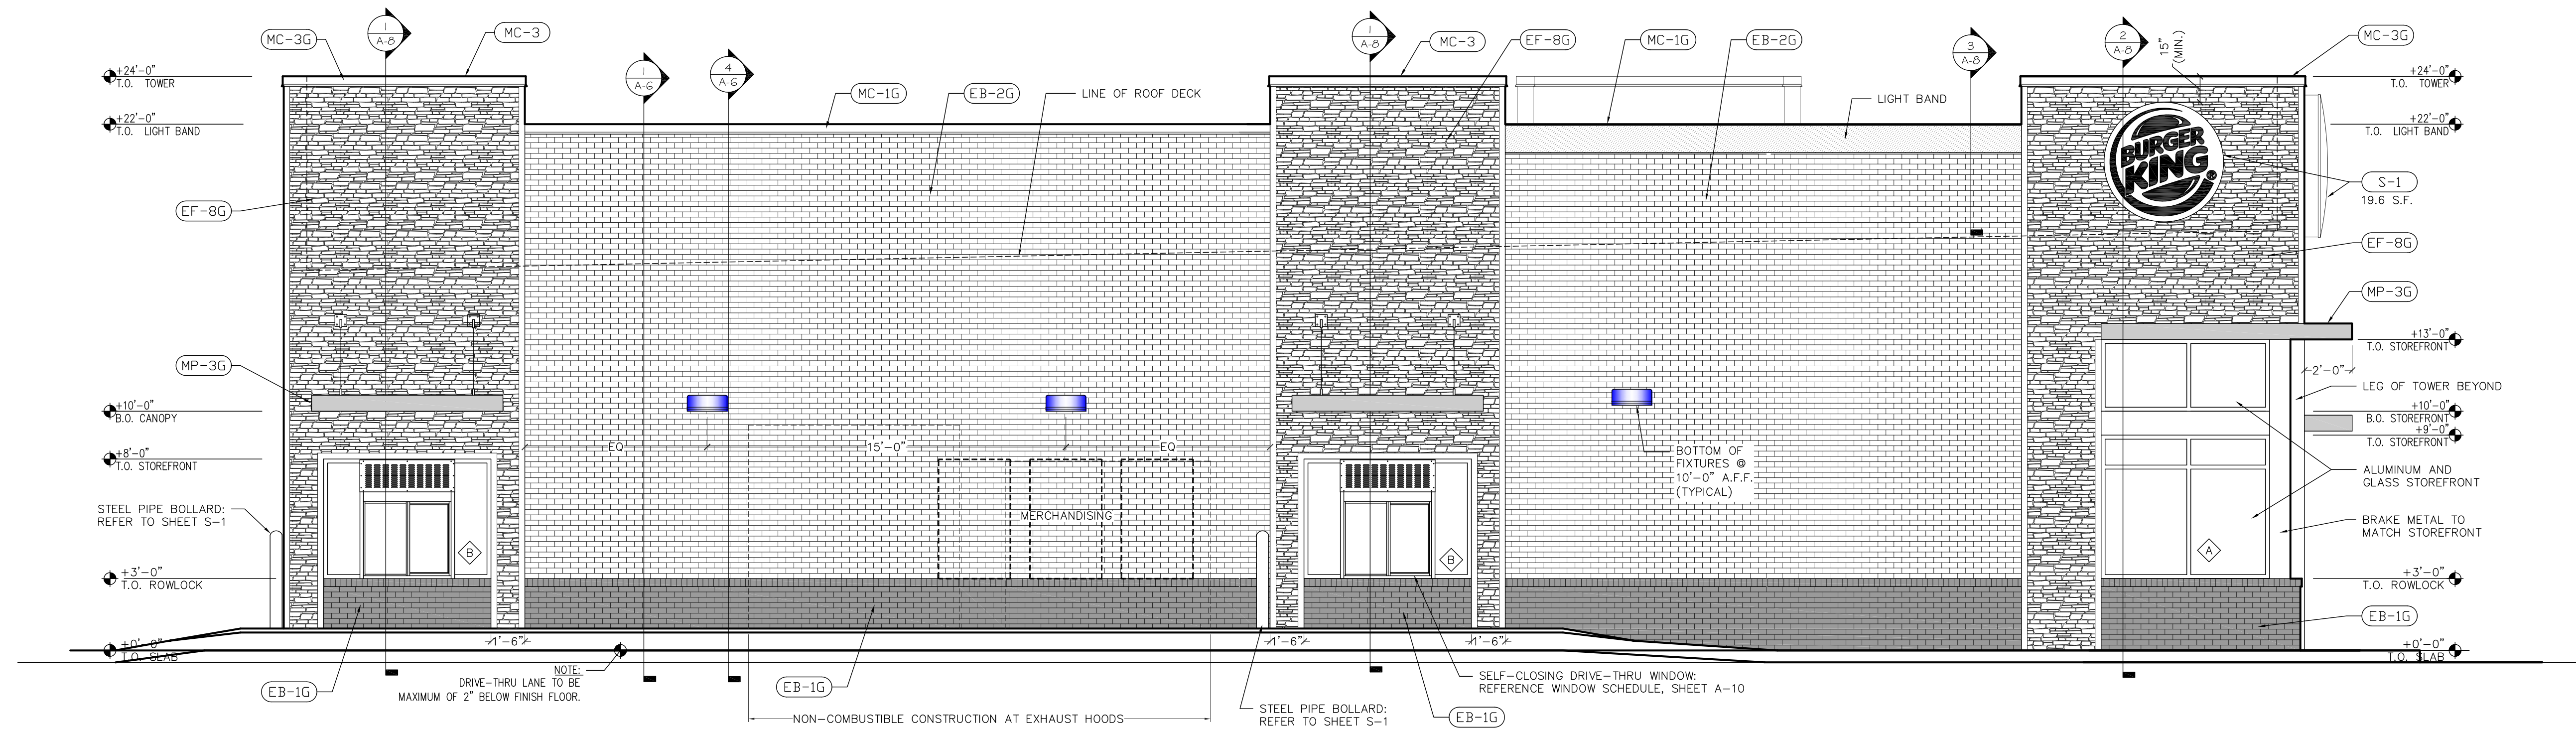 MC-3G
1
A-8
MC-3
+24'-0"
T.O. TOWER
+22'-0"
T.O. LIGHT BAND
1
A-6
4
A-6
MC-1G
EB-2G
LINE OF ROOF DECK
1
A-8
MC-3
EF-8G
MC-1G
EB-2G
LIGHT BAND
3
A-8
2
A-8
15"
(MIN.)
MC-3G
+24'-0"
T.O. TOWER
+22'-0"
T.O. LIGHT BAND
BURGER
KING
®
S-1
19.6 S.F.
EF-8G
EF-8G
MP-3G
+13'-0"
T.O. STOREFRONT
2'-0"
LEG OF TOWER BEYOND
+10'-0"
B.O. STOREFRONT
+9'-0"
T.O. STOREFRONT
ALUMINUM AND
GLASS STOREFRONT
BRAKE METAL TO
MATCH STOREFRONT
A
+3'-0"
T.O. ROWLOCK
EB-1G
+0'-0"
T.O. SLAB
MP-3G
+10'-0"
B.O. CANOPY
+8'-0"
T.O. STOREFRONT
STEEL PIPE BOLLARD:
REFER TO SHEET S-1
+3'-0"
T.O. ROWLOCK
+0'-0"
T.O. SLAB
B
EQ
15'-0"
EQ
MERCHANDISING
B
BOTTOM OF
FIXTURES @
10'-0" A.F.F.
(TYPICAL)
1'-6"
1'-6"
1'-6"
EB-1G
NOTE:
DRIVE-THRU LANE TO BE
MAXIMUM OF 2" BELOW FINISH FLOOR.
EB-1G
NON-COMBUSTIBLE CONSTRUCTION AT EXHAUST HOODS
STEEL PIPE BOLLARD:
REFER TO SHEET S-1
SELF-CLOSING DRIVE-THRU WINDOW:
REFERENCE WINDOW SCHEDULE, SHEET A-10
EB-1G